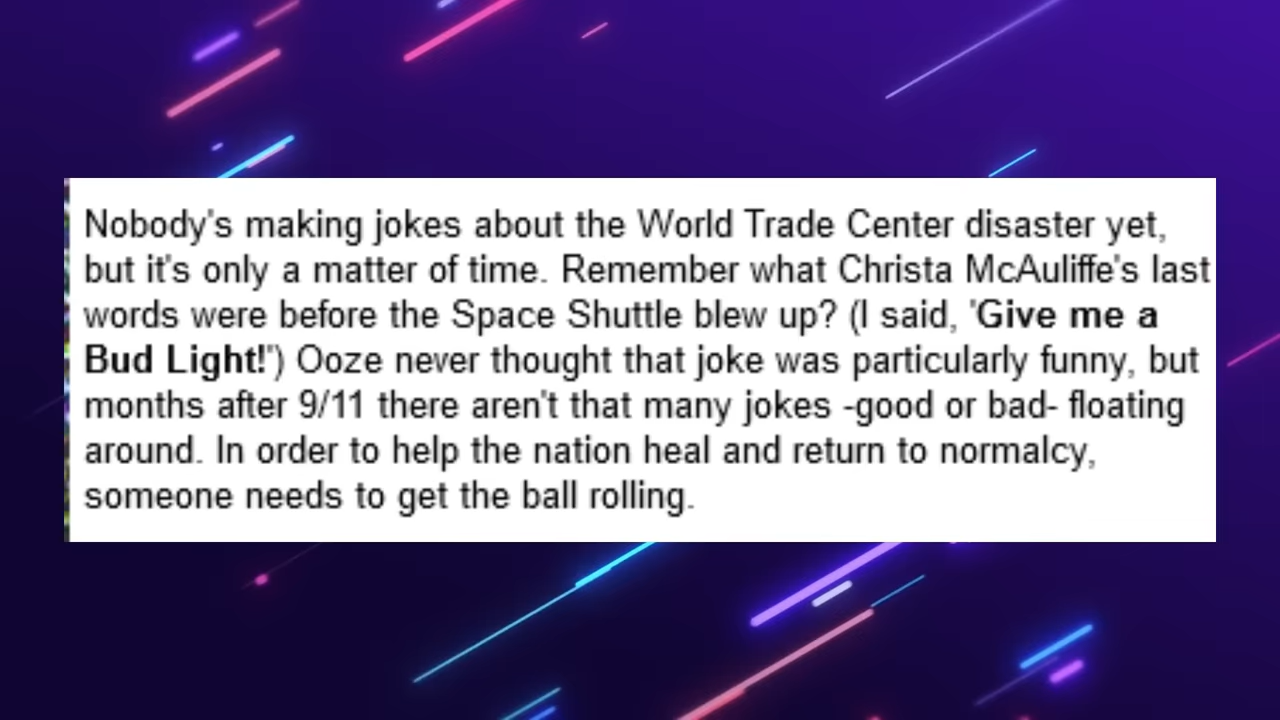 Nobody's making jokes about the World Trade Center disaster yet,
but it's only a matter of time. Remember what Christa McAuliffe's last
words were before the Space Shuttle blew up? (I said, 'Give me a
Bud Light!') Ooze never thought that joke was particularly funny, but
months after 9/11 there aren't that many jokes -good or bad- floating
around. In order to help the nation heal and return to normalcy,
someone needs to get the ball rolling.